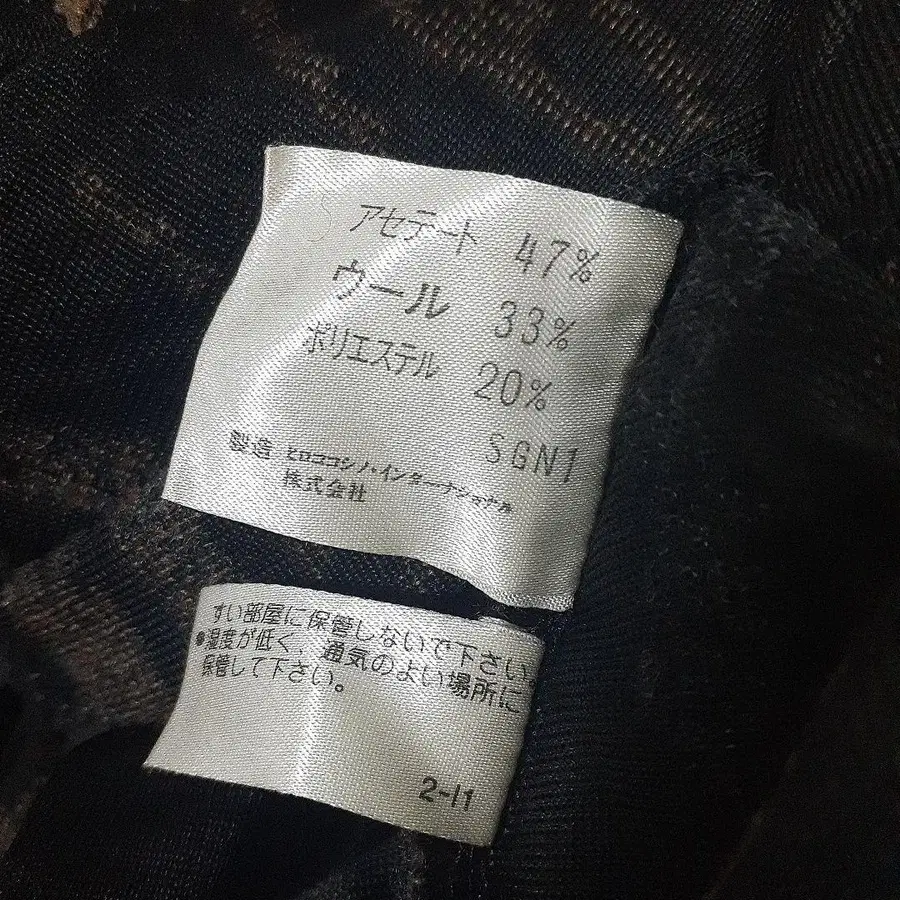 アセテート 47%
ウール 33%
ポリエステル 20%
SGN1
製造 ヒロココシノ・インターナショナル
株式会社
すい部屋に保管しないで下さい。
●湿度が低く、通気のよい場所に
保管して下さい。
2-11